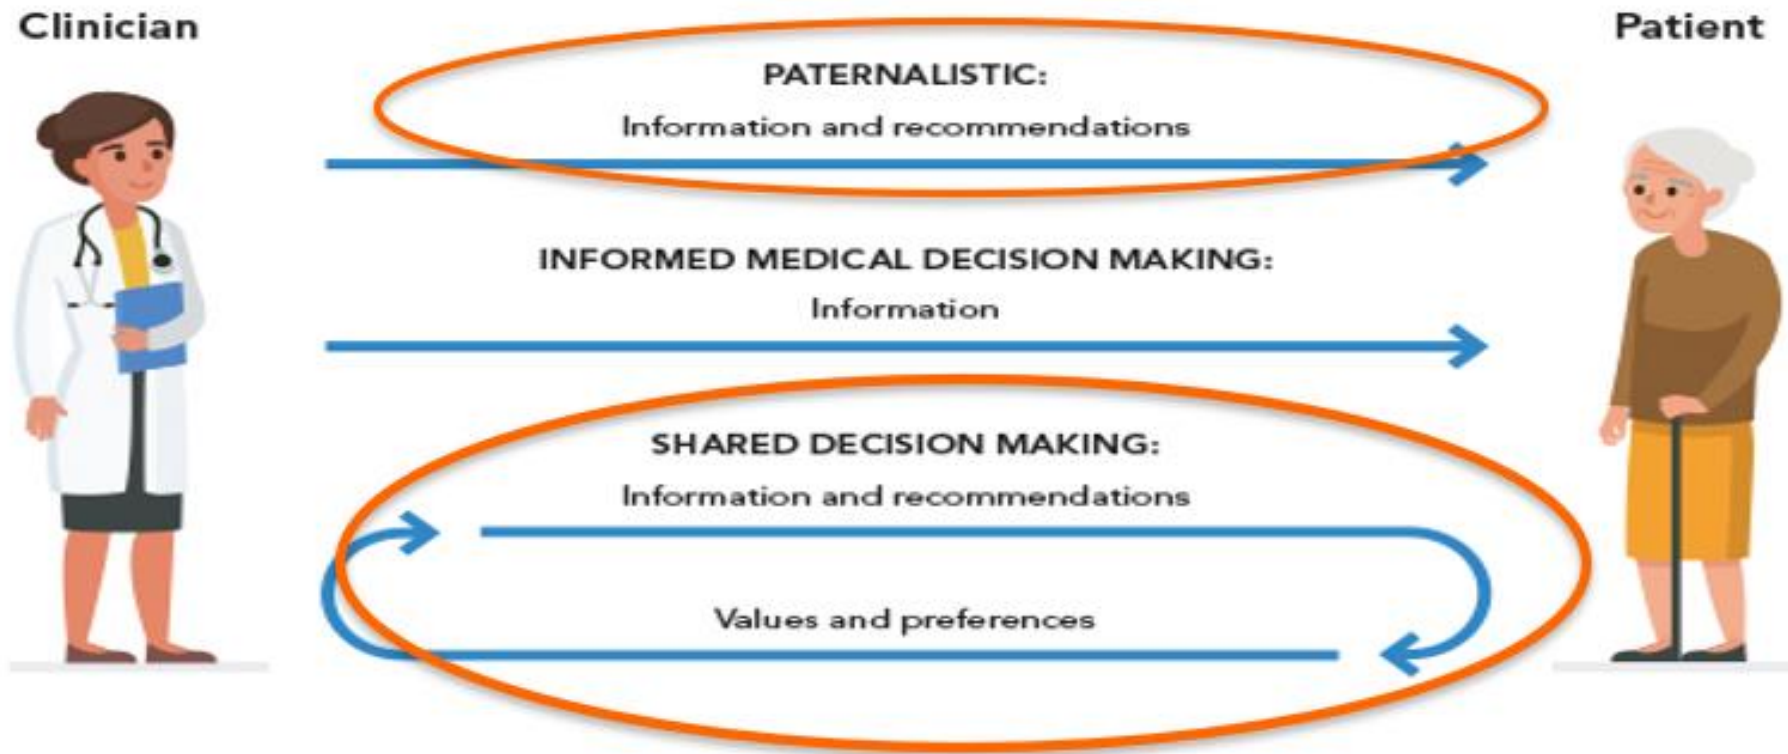 Clinician
Patient
PATERNALISTIC:
Information and recommendations
INFORMED MEDICAL DECISION MAKING:
Information
SHARED DECISION MAKING:
Information and recommendations
Values and preferences